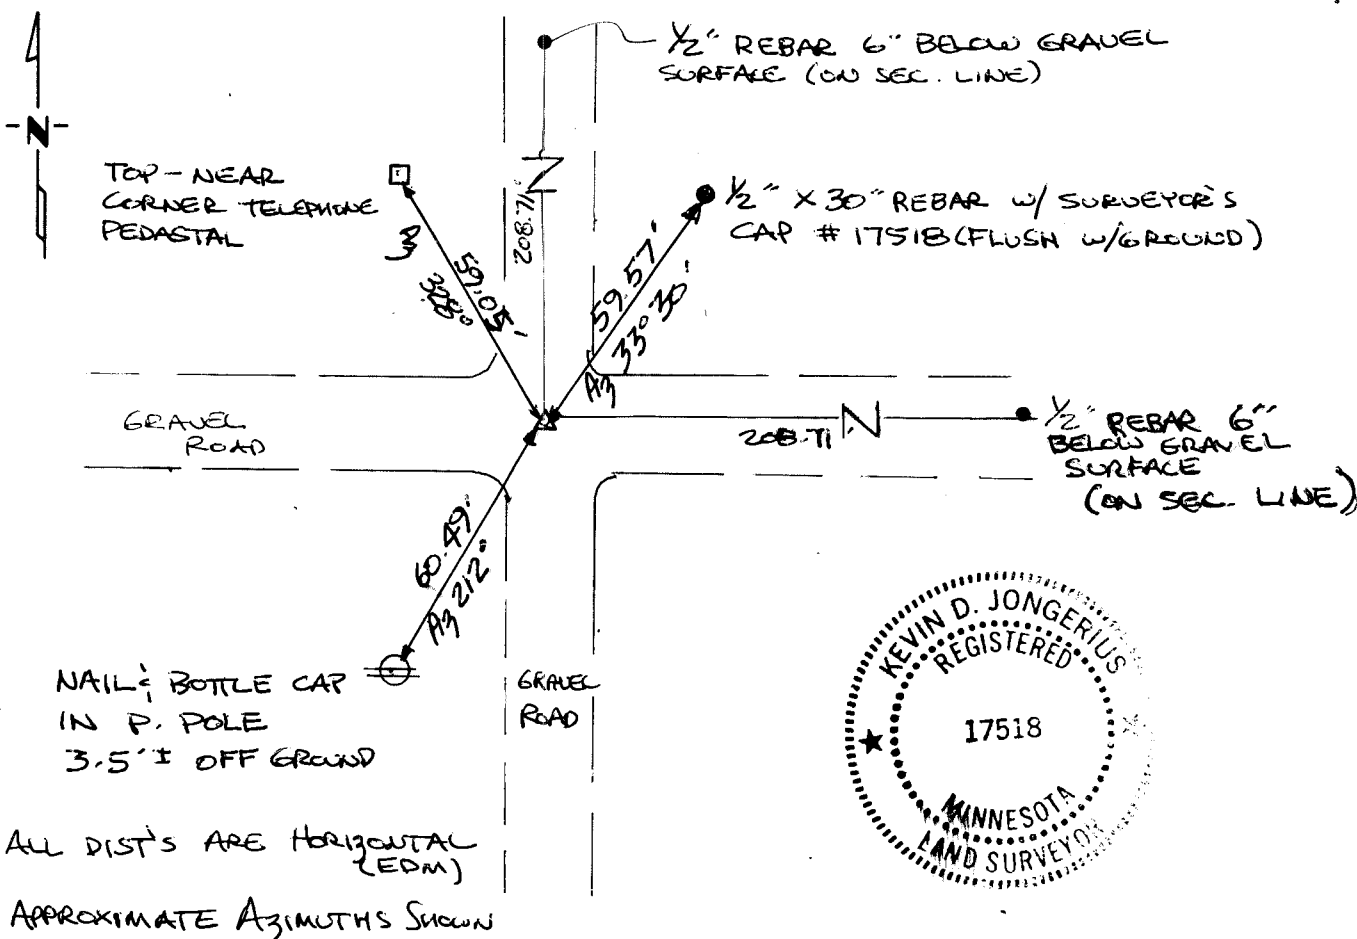 1/2" REBAR 6" BELOW GRAVEL
SURFACE (ON SEC. LINE)
N
TOP - NEAR
CORNER TELEPHONE
PEDASTAL
1/2" X 30" REBAR W/ SURVEYOR'S
CAP # 17518 (FLUSH W/GROUND)
208.71'
59.05'
Az 328°
59.57'
Az 33° 30'
GRAVEL
ROAD
208.71
1/2" REBAR 6"
BELOW GRAVEL
SURFACE
(ON SEC. LINE)
60.49'
Az 212°
NAIL & BOTTLE CAP
IN P. POLE
3.5' ± OFF GROUND
GRAVEL
ROAD
KEVIN D. JONGERIUS
REGISTERED
17518
MINNESOTA
LAND SURVEYOR
ALL DIST'S ARE HORIZONTAL
(EDM)
APPROXIMATE AZIMUTHS SHOWN